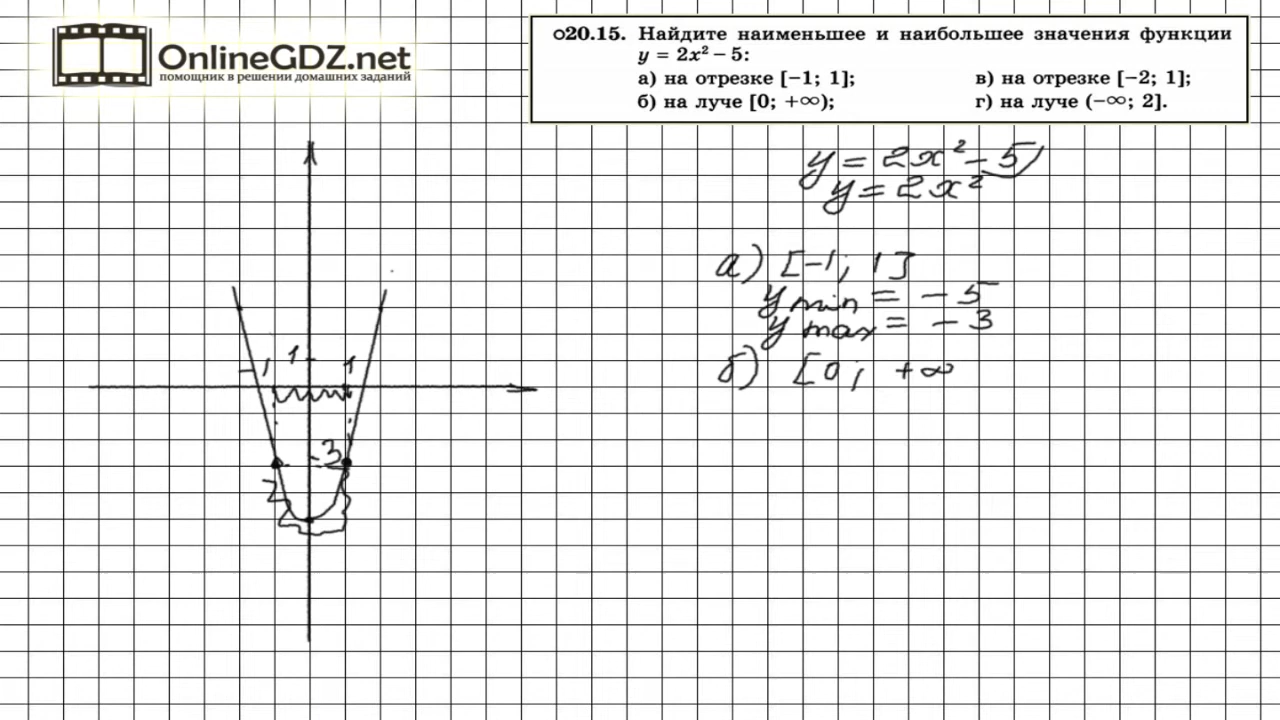 OnlineGDZ.net
помощник в решении домашних заданий
○20.15. Найдите наименьшее и наибольшее значения функции
y = 2x² – 5:
а) на отрезке [–1; 1];
в) на отрезке [–2; 1];
б) на луче [0; +∞);
г) на луче (–∞; 2].
y = 2x² – 5
y = 2x²
а) [–1; 1]
y min = – 5
y max = – 3
б) [0; +∞
–1
1
1
–3